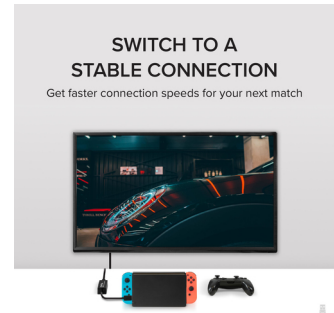 SWITCH TO A
STABLE CONNECTION
Get faster connection speeds for your next match